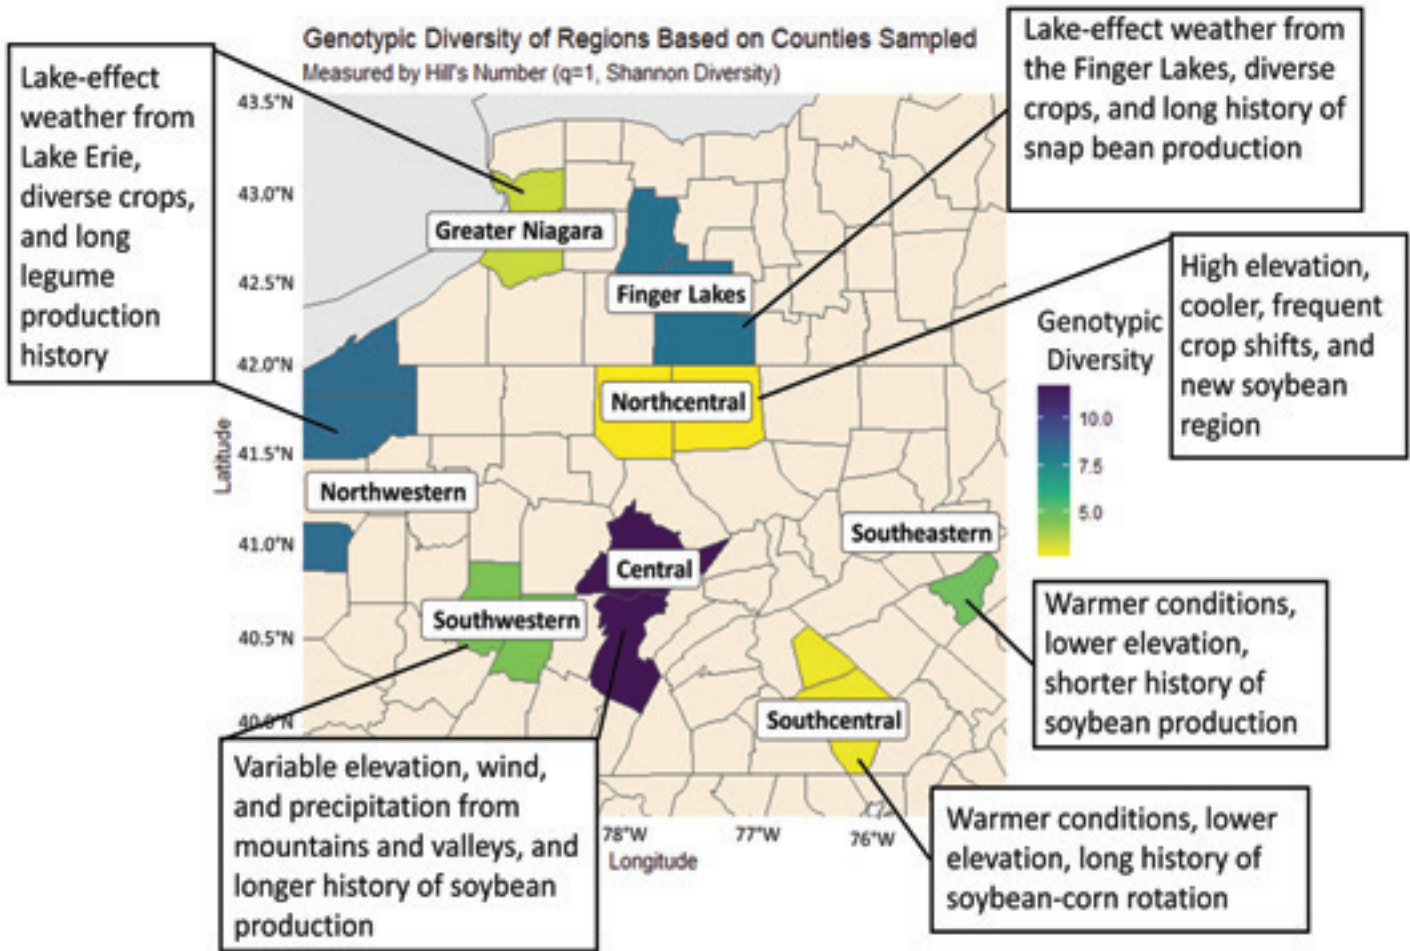 Genotypic Diversity of Regions Based on Counties Sampled
Measured by Hill's Number (q=1, Shannon Diversity)
Lake-effect
weather from
Lake Erie,
diverse crops,
and long
legume
production
history
Lake-effect weather from
the Finger Lakes, diverse
crops, and long history of
snap bean production
High elevation,
cooler, frequent
crop shifts, and
new soybean
region
43.5°N
43.0°N
42.5°N
42.0°N
41.5°N
41.0°N
40.5°N
40.0°N
Latitude
Greater Niagara
Finger Lakes
Northcentral
Northwestern
Southeastern
Central
Southwestern
Southcentral
Genotypic
Diversity
10.0
7.5
5.0
Warmer conditions,
lower elevation,
shorter history of
soybean production
Variable elevation, wind,
and precipitation from
mountains and valleys, and
longer history of soybean
production
78°W
77°W
76°W
Longitude
Warmer conditions, lower
elevation, long history of
soybean-corn rotation